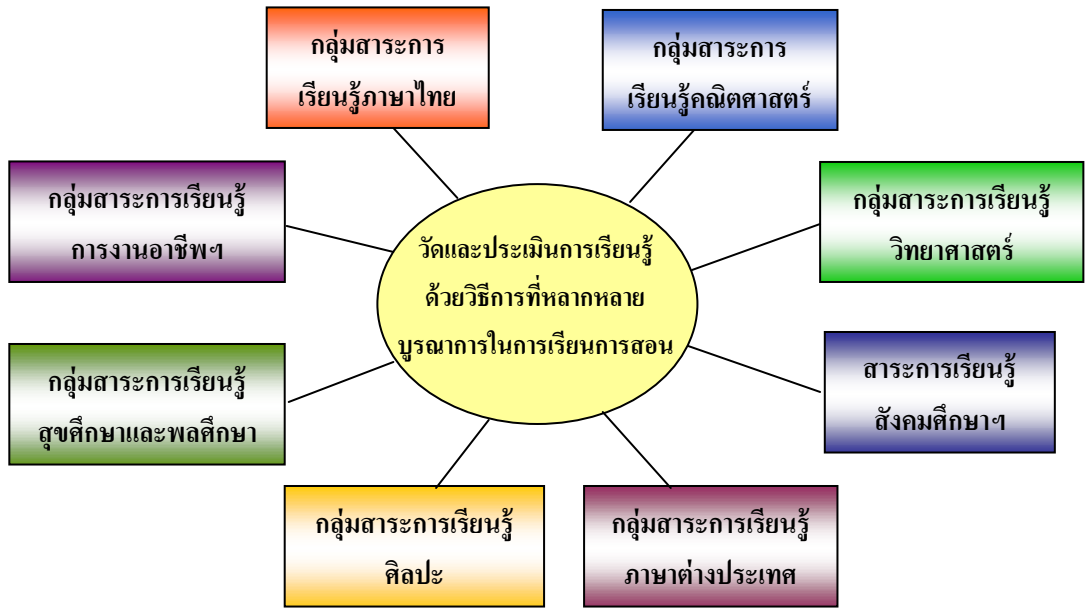 กลุ่มสาระการ
เรียนรู้ภาษาไทย
กลุ่มสาระการ
เรียนรู้คณิตศาสตร์
กลุ่มสาระการเรียนรู้
การงานอาชีพฯ
กลุ่มสาระการเรียนรู้
วิทยาศาสตร์
วัดและประเมินการเรียนรู้
ด้วยวิธีการที่หลากหลาย
บูรณาการในการเรียนการสอน
กลุ่มสาระการเรียนรู้
สุขศึกษาและพลศึกษา
สาระการเรียนรู้
สังคมศึกษาฯ
กลุ่มสาระการเรียนรู้
ศิลปะ
กลุ่มสาระการเรียนรู้
ภาษาต่างประเทศ